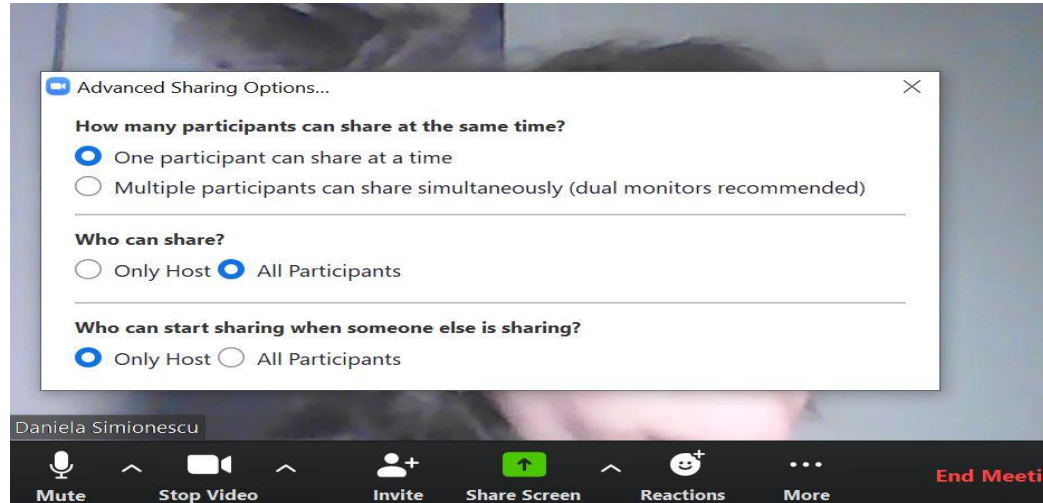 Advanced Sharing Options...
How many participants can share at the same time?
One participant can share at a time
Multiple participants can share simultaneously (dual monitors recommended)
Who can share?
Only Host All Participants
Who can start sharing when someone else is sharing?
Only Host All Participants
Daniela Simionescu
Mute Stop Video Invite Share Screen Reactions More End Meeti